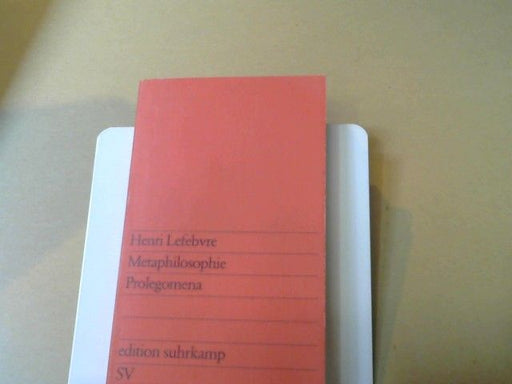 Henri Lefebvre
Metaphilosophie
Prolegomena
edition suhrkamp
SV